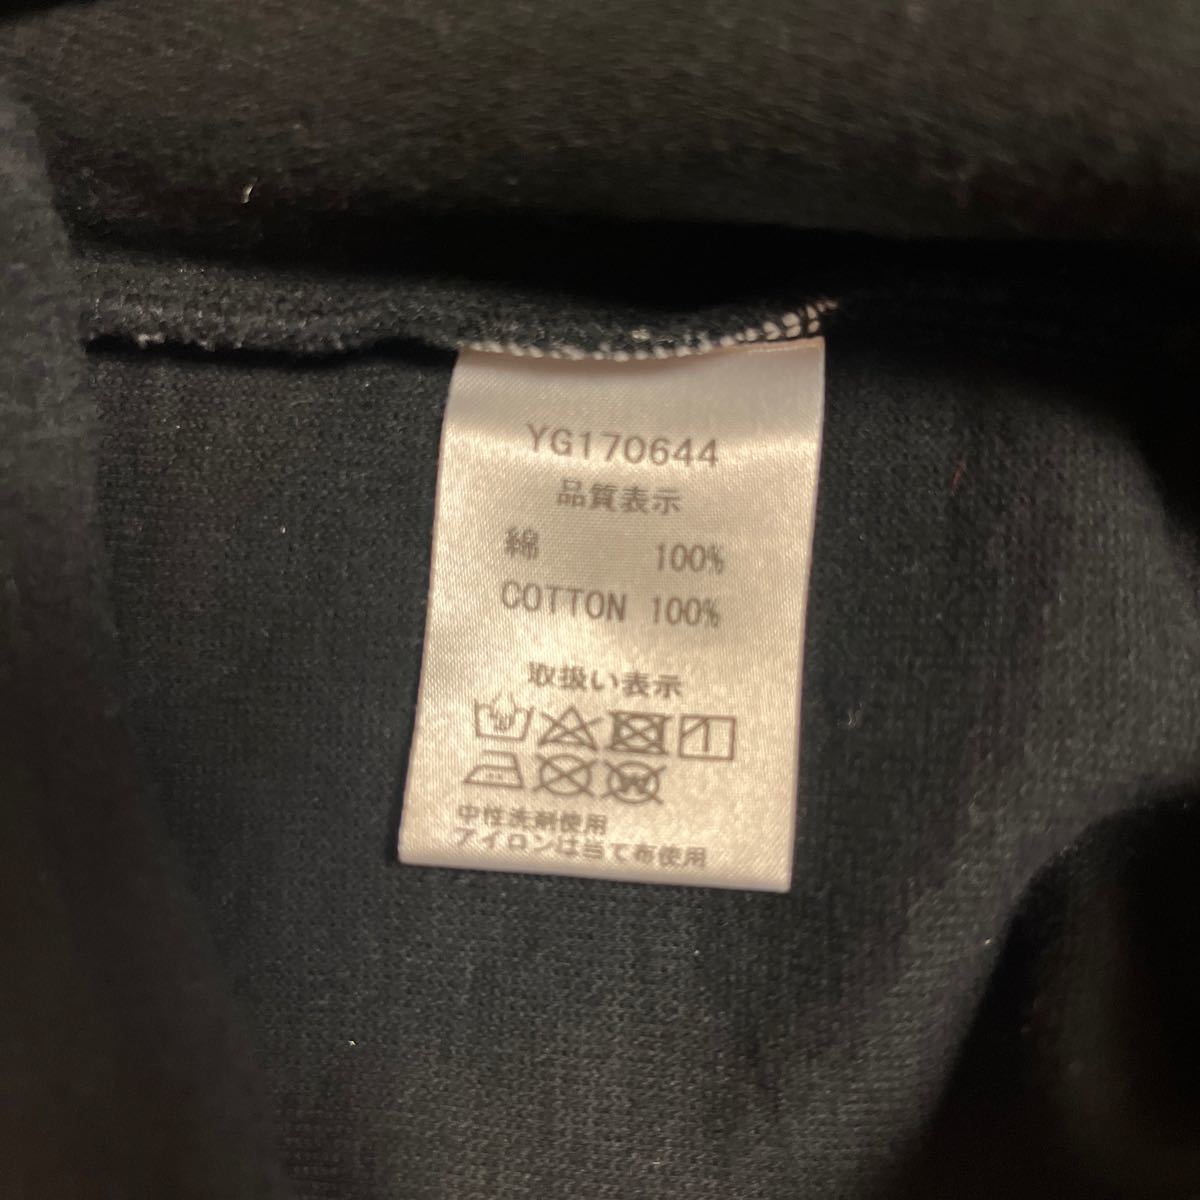 YG170644
品質表示
綿 100%
COTTON 100%
取扱い表示
中性洗剤使用
アイロンは当て布使用